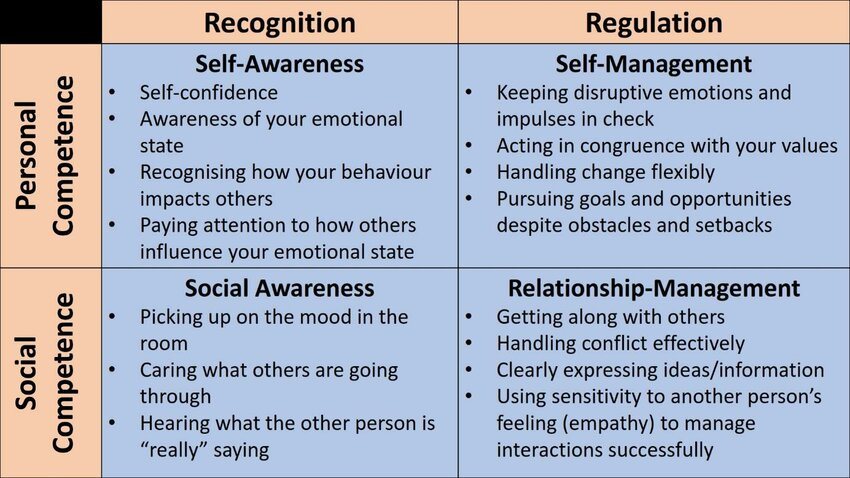 Recognition
Regulation
Personal
Competence
Self-Awareness
• Self-confidence
• Awareness of your emotional
state
• Recognising how your behaviour
impacts others
• Paying attention to how others
influence your emotional state
Self-Management
• Keeping disruptive emotions and
impulses in check
• Acting in congruence with your values
• Handling change flexibly
• Pursuing goals and opportunities
despite obstacles and setbacks
Social
Competence
Social Awareness
• Picking up on the mood in the
room
• Caring what others are going
through
• Hearing what the other person is
“really” saying
Relationship-Management
• Getting along with others
• Handling conflict effectively
• Clearly expressing ideas/information
• Using sensitivity to another person’s
feeling (empathy) to manage
interactions successfully